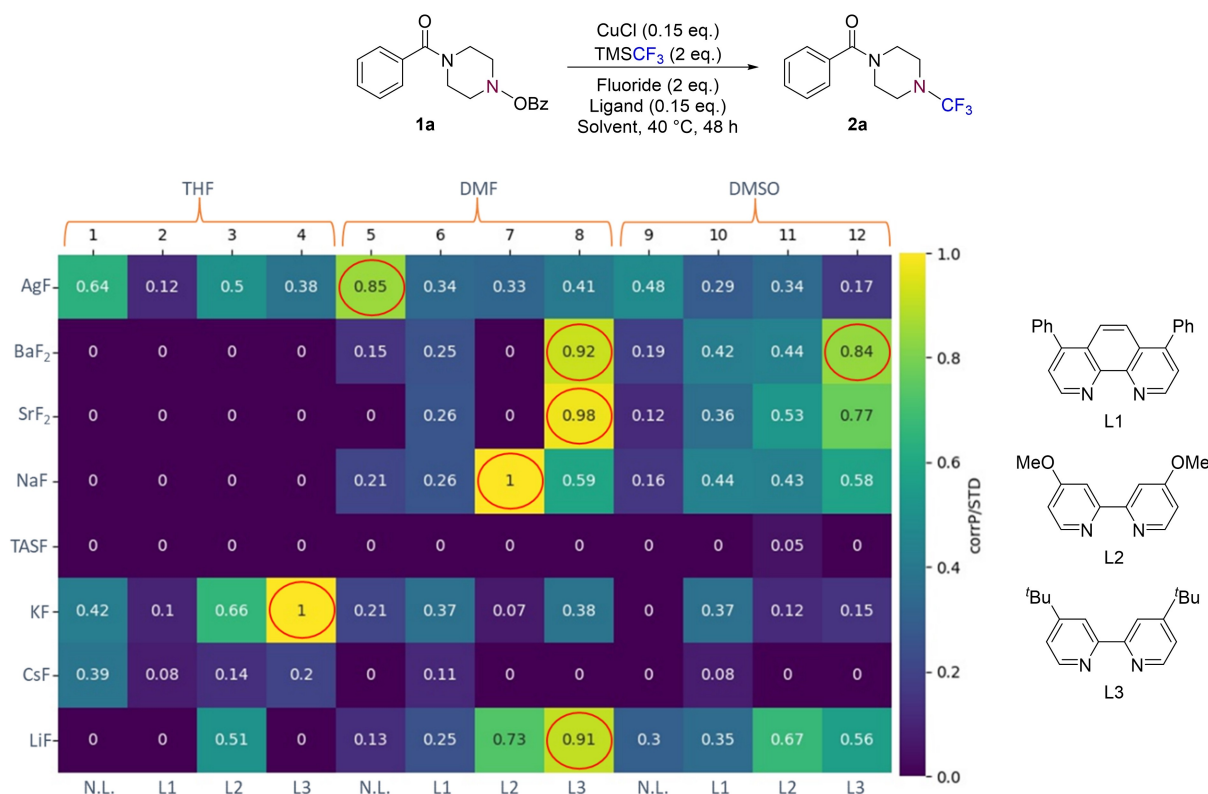 O
N
N
OBz
1a
CuCl (0.15 eq.)
TMSCF₃ (2 eq.)
Fluoride (2 eq.)
Ligand (0.15 eq.)
Solvent, 40 °C, 48 h
O
N
N
CF₃
2a
THF DMF DMSO
1 2 3 4 5 6 7 8 9 10 11 12
AgF 0.64 0.12 0.5 0.38 0.85 0.34 0.33 0.41 0.48 0.29 0.34 0.17
BaF₂ 0 0 0 0 0.15 0.25 0 0.92 0.19 0.42 0.44 0.84
SrF₂ 0 0 0 0 0 0.26 0 0.98 0.12 0.36 0.53 0.77
NaF 0 0 0 0 0.21 0.26 1 0.59 0.16 0.44 0.43 0.58
TASF 0 0 0 0 0 0 0 0 0 0 0.05 0
KF 0.42 0.1 0.66 1 0.21 0.37 0.07 0.38 0 0.37 0.12 0.15
CsF 0.39 0.08 0.14 0.2 0 0.11 0 0 0 0.08 0 0
LiF 0 0 0.51 0 0.13 0.25 0.73 0.91 0.3 0.35 0.67 0.56
N.L. L1 L2 L3 N.L. L1 L2 L3 N.L. L1 L2 L3
1.0
0.8
0.6
0.4
0.2
0.0
corrP/STD
Ph Ph
N N
L1
MeO OMe
N N
L2
ᵗBu ᵗBu
N N
L3